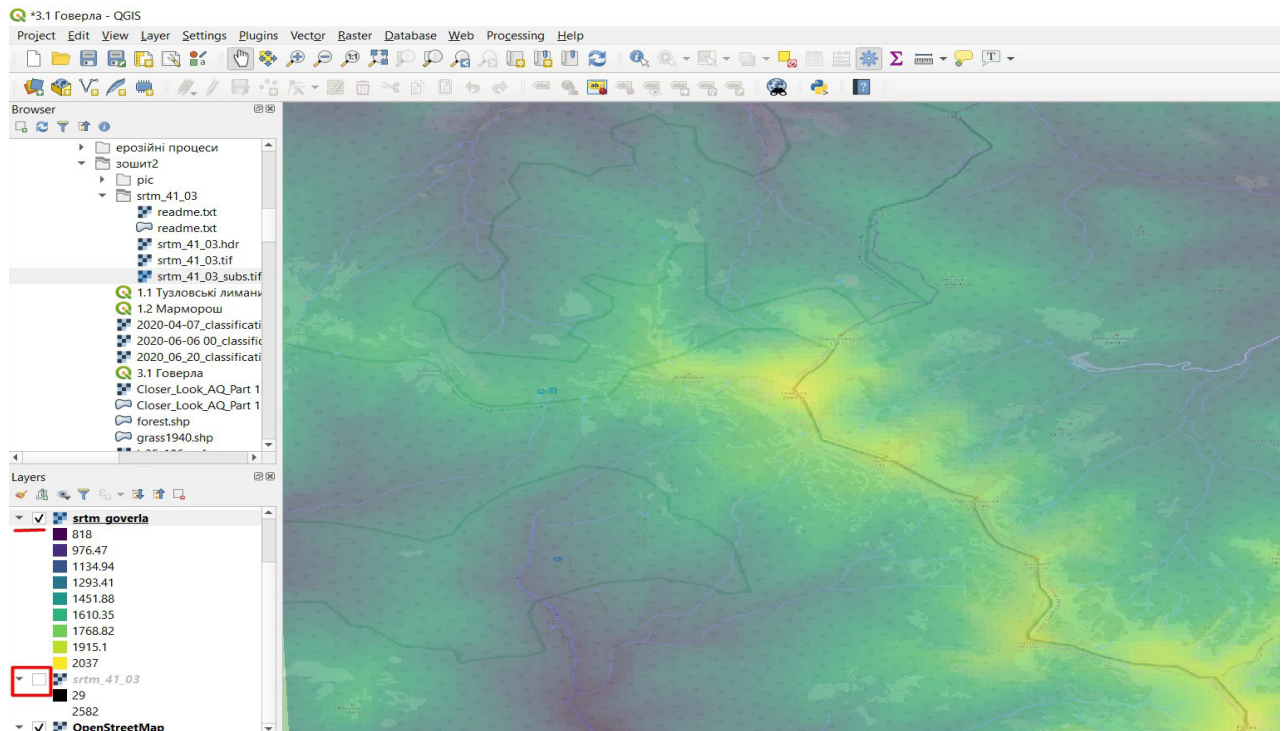 *3.1 Говерла - QGIS
Project Edit View Layer Settings Plugins Vector Raster Database Web Processing Help
Browser
ерозійні процеси
зошит2
pic
srtm_41_03
readme.txt
readme.txt
srtm_41_03.hdr
srtm_41_03.tif
srtm_41_03_subs.tif
1.1 Тузловські лимани
1.2 Марморош
2020-04-07_classificati
2020-06-06 00_classific
2020_06_20_classificati
3.1 Говерла
Closer_Look_AQ_Part 1
Closer_Look_AQ_Part 1
forest.shp
grass1940.shp
Layers
srtm_goverla
818
976.47
1134.94
1293.41
1451.88
1610.35
1768.82
1915.1
2037
srtm_41_03
29
2582
OpenStreetMap